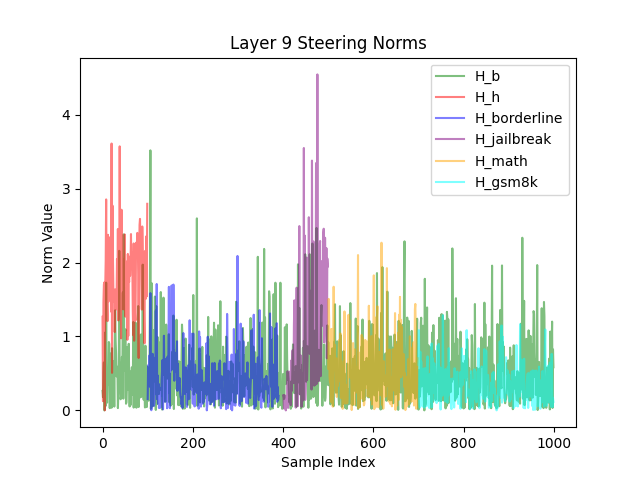 Layer 9 Steering Norms
H_b
H_h
H_borderline
H_jailbreak
H_math
H_gsm8k
Norm Value
4
3
2
1
0
0
200
400
600
800
1000
Sample Index